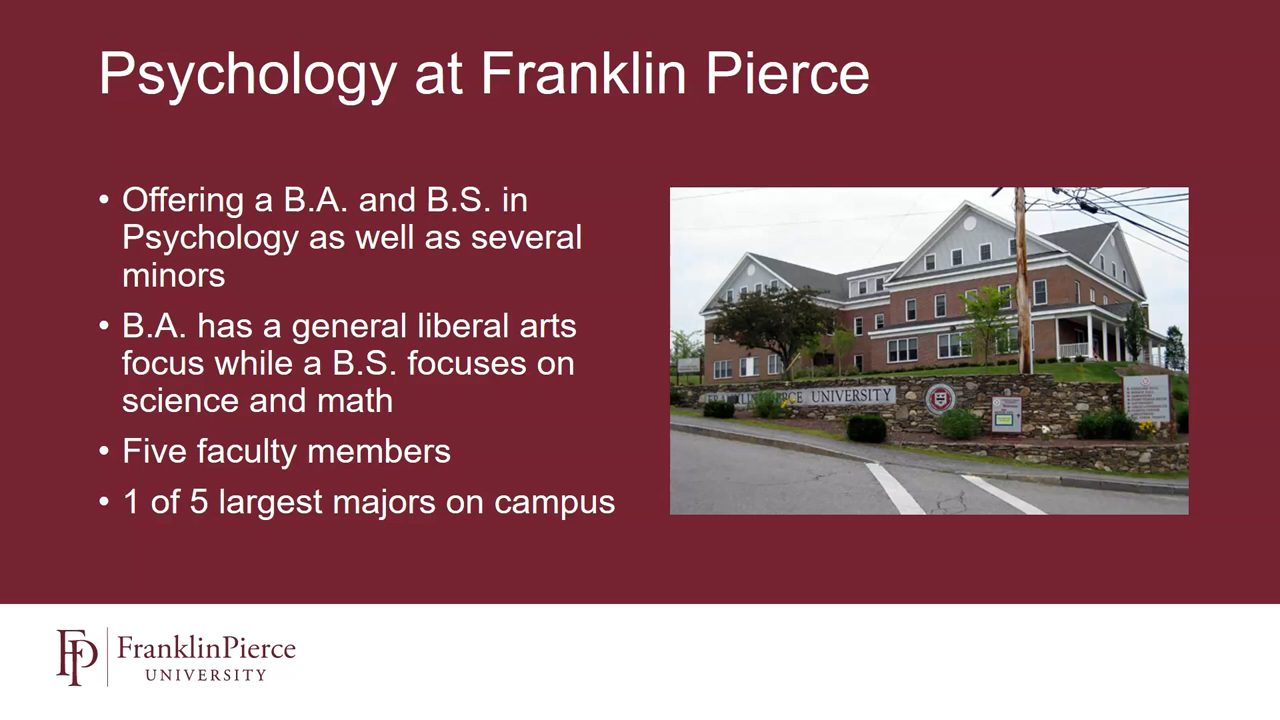 Psychology at Franklin Pierce
• Offering a B.A. and B.S. in
Psychology as well as several
minors
• B.A. has a general liberal arts
focus while a B.S. focuses on
science and math
• Five faculty members
• 1 of 5 largest majors on campus
FRANKLIN PIERCE UNIVERSITY
FP
FranklinPierce
UNIVERSITY